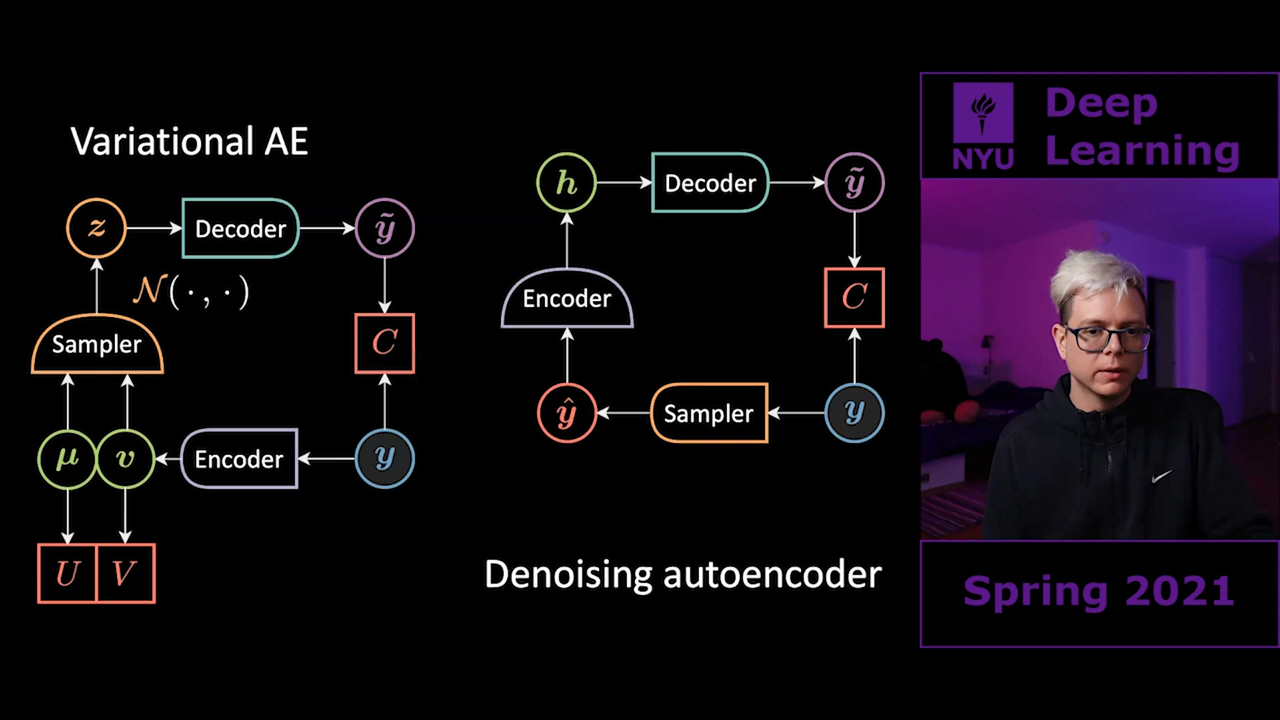 Variational AE
z
Decoder
ỹ
𝒩(·,·)
Sampler
C
μ
v
Encoder
y
U
V
h
Decoder
ỹ
Encoder
C
ŷ
Sampler
y
Denoising autoencoder
NYU
Deep
Learning
Spring 2021